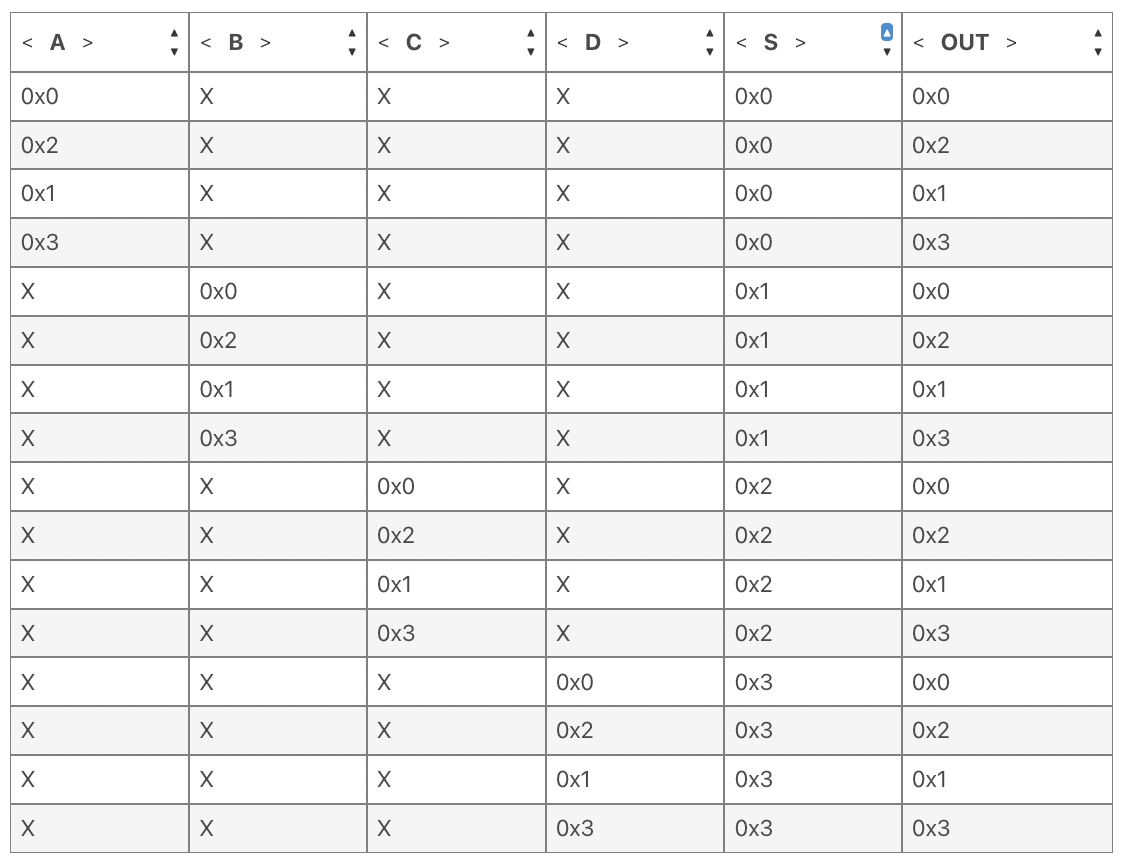 < A > ▲▼ < B > ▲▼ < C > ▲▼ < D > ▲▼ < S > ▲▼ < OUT > ▲▼
0x0 X X X 0x0 0x0
0x2 X X X 0x0 0x2
0x1 X X X 0x0 0x1
0x3 X X X 0x0 0x3
X 0x0 X X 0x1 0x0
X 0x2 X X 0x1 0x2
X 0x1 X X 0x1 0x1
X 0x3 X X 0x1 0x3
X X 0x0 X 0x2 0x0
X X 0x2 X 0x2 0x2
X X 0x1 X 0x2 0x1
X X 0x3 X 0x2 0x3
X X X 0x0 0x3 0x0
X X X 0x2 0x3 0x2
X X X 0x1 0x3 0x1
X X X 0x3 0x3 0x3